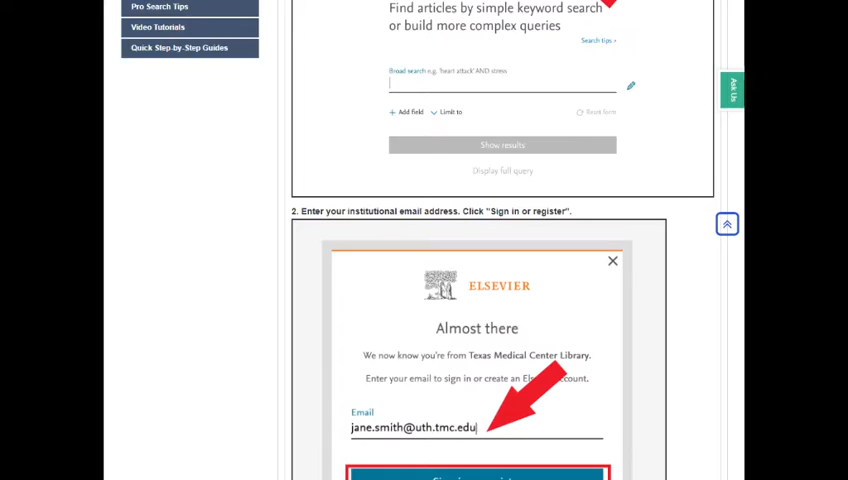 Pro Search Tips
Video Tutorials
Quick Step-by-Step Guides
Find articles by simple keyword search
or build more complex queries
Search tips >
Broad search e.g. 'heart attack' AND stress
+ Add field Limit to
Reset form
Show results
Display full query
Ask Us
2. Enter your institutional email address. Click "Sign in or register".
ELSEVIER
Almost there
We now know you're from Texas Medical Center Library.
Enter your email to sign in or create an account.
Email
jane.smith@uth.tmc.edu